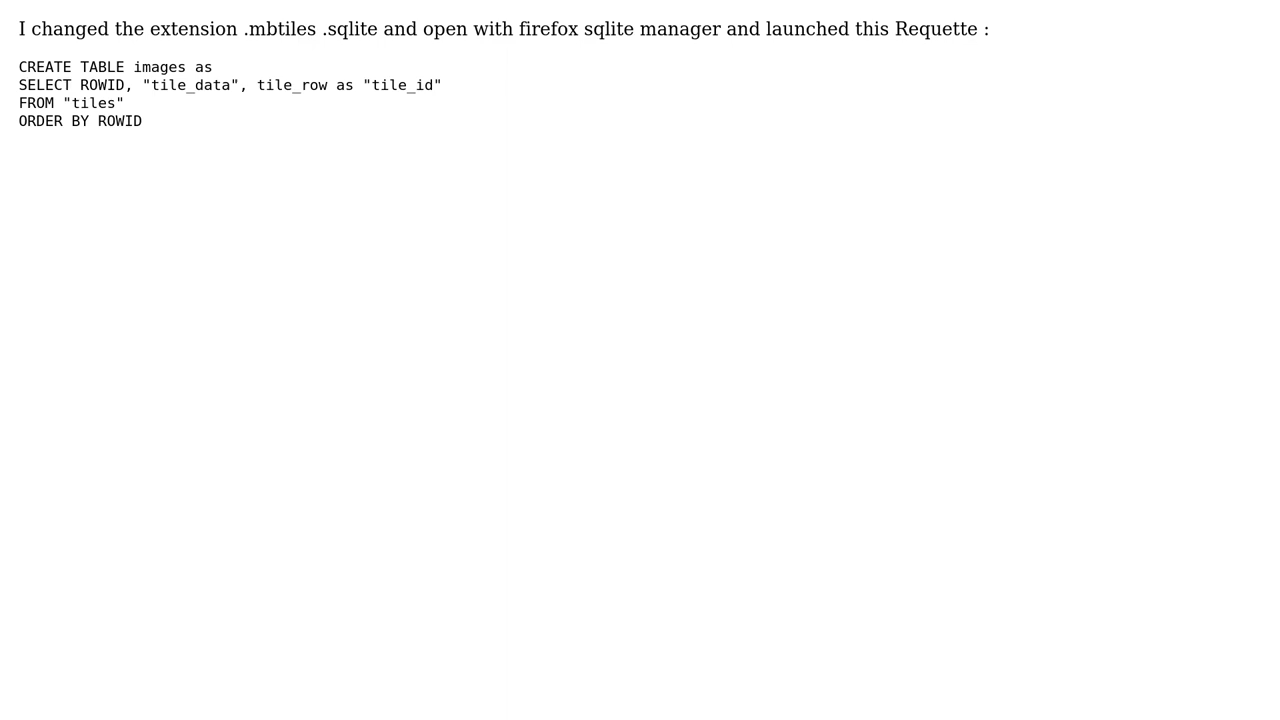 I changed the extension .mbtiles .sqlite and open with firefox sqlite manager and launched this Requette :
CREATE TABLE images as
SELECT ROWID, "tile_data", tile_row as "tile_id"
FROM "tiles"
ORDER BY ROWID